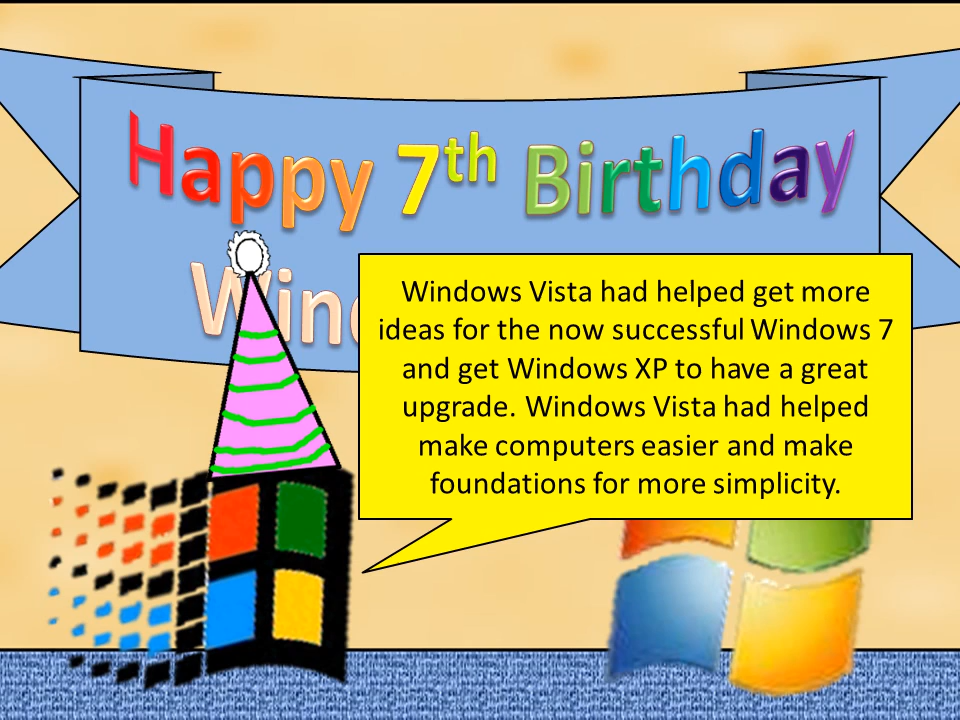 Happy 7th Birthday
Wind
Windows Vista had helped get more
ideas for the now successful Windows 7
and get Windows XP to have a great
upgrade. Windows Vista had helped
make computers easier and make
foundations for more simplicity.